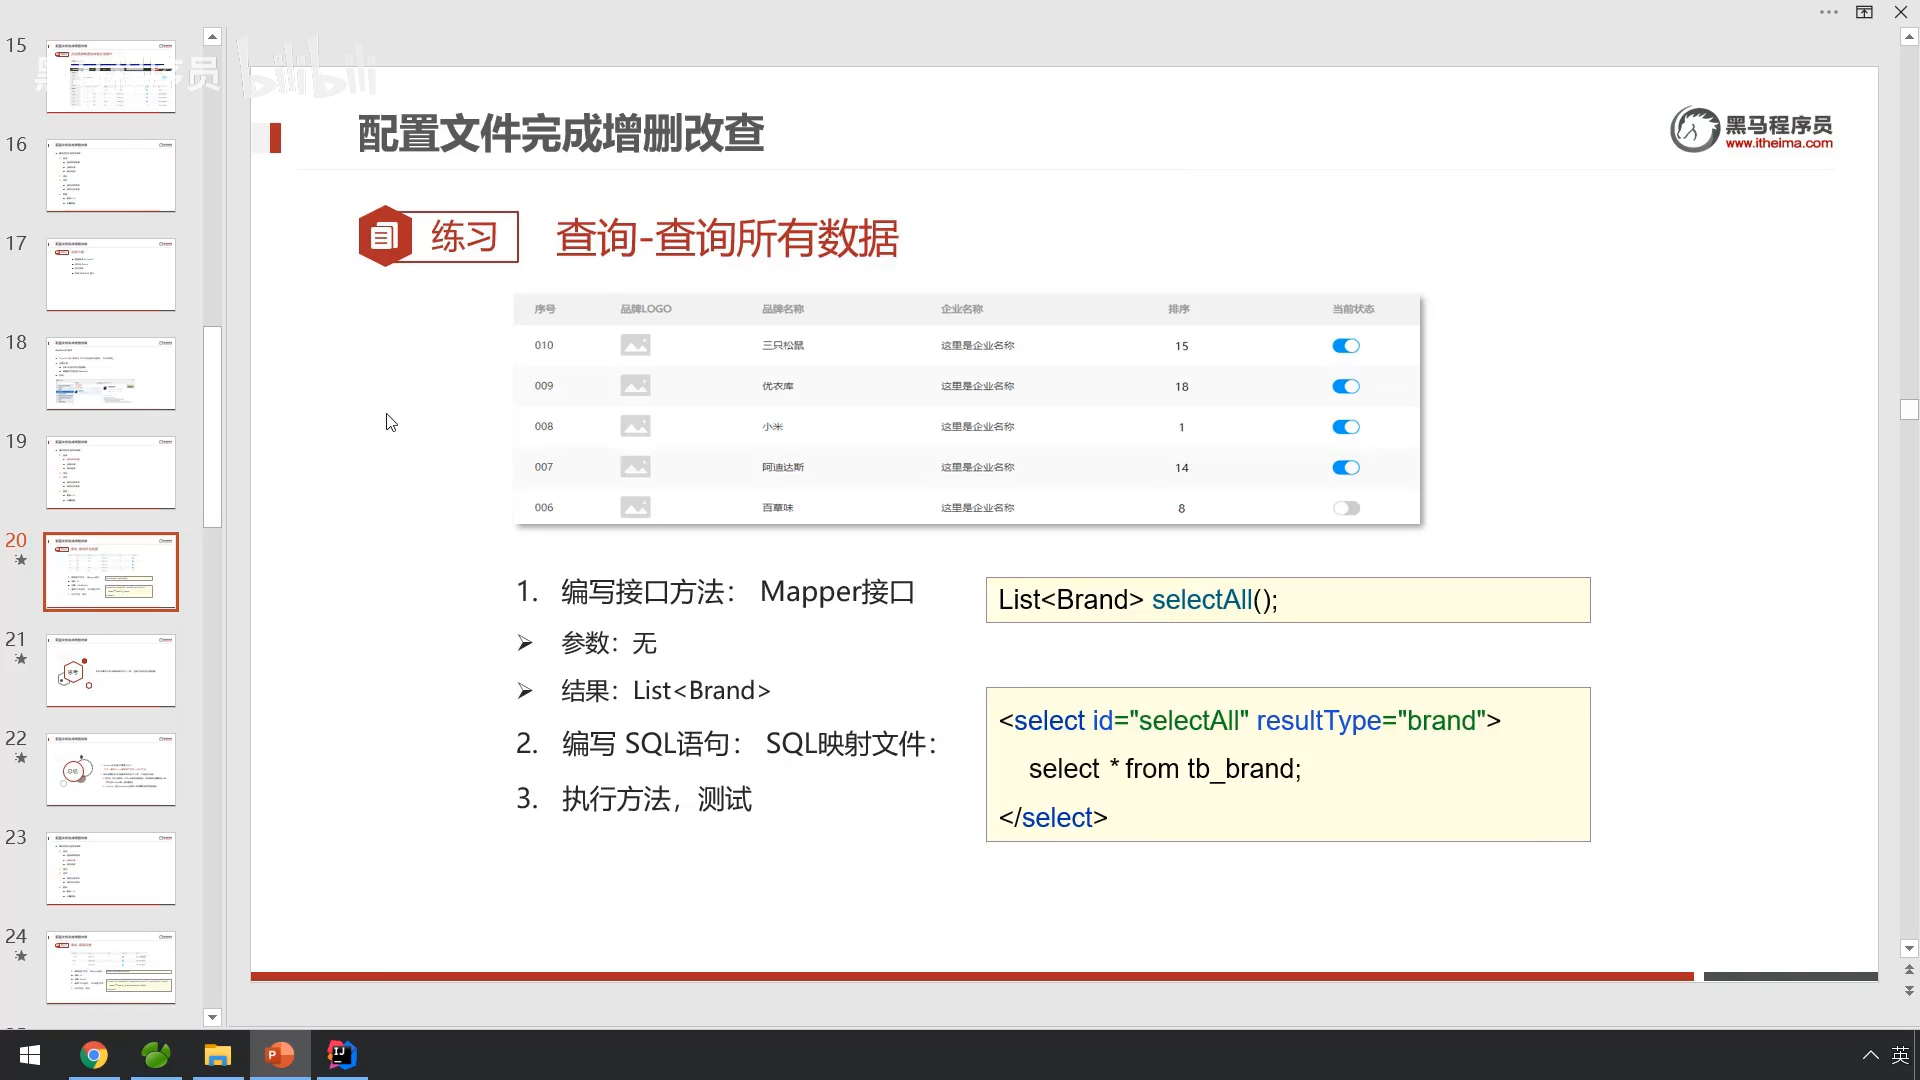 15
16
17
18
19
20
21
22
23
24
bilibili
配置文件完成增删改查
黑马程序员
www.itheima.com
练习
查询-查询所有数据
序号 品牌LOGO 品牌名称 企业名称 排序 当前状态
010 三只松鼠 这里是企业名称 15
009 优衣库 这里是企业名称 18
008 小米 这里是企业名称 1
007 阿迪达斯 这里是企业名称 14
006 百草味 这里是企业名称 8
1. 编写接口方法： Mapper接口
➢ 参数：无
➢ 结果：List<Brand>
2. 编写 SQL语句： SQL映射文件：
3. 执行方法，测试
List<Brand> selectAll();
<select id="selectAll" resultType="brand">
select * from tb_brand;
</select>
英